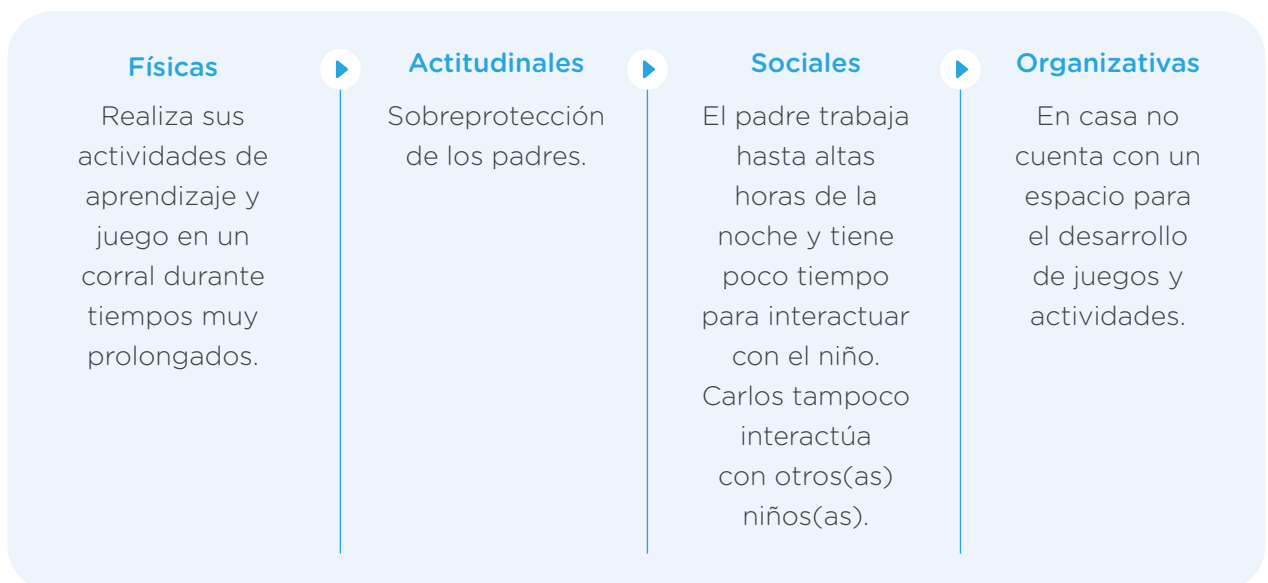 Físicas
Realiza sus
actividades de
aprendizaje y
juego en un
corral durante
tiempos muy
prolongados.
Actitudinales
Sobreprotección
de los padres.
Sociales
El padre trabaja
hasta altas
horas de la
noche y tiene
poco tiempo
para interactuar
con el niño.
Carlos tampoco
interactúa
con otros(as)
niños(as).
Organizativas
En casa no
cuenta con un
espacio para
el desarrollo
de juegos y
actividades.